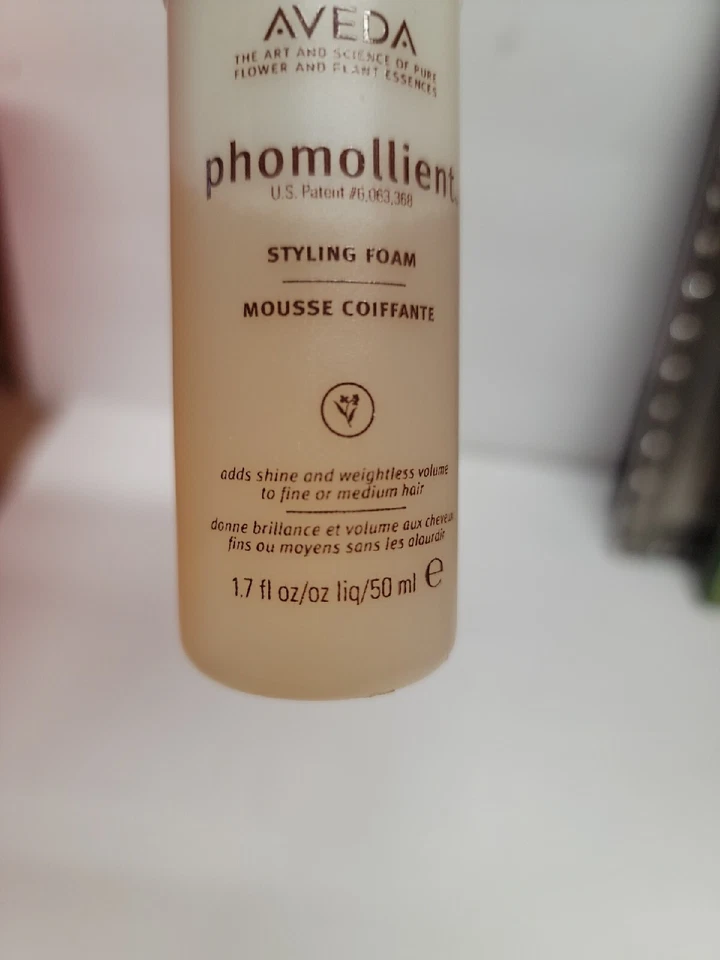 AVEDA
THE ART AND SCIENCE OF PURE
FLOWER AND PLANT ESSENCES
phomollient.
U.S. Patent #6,063,368
STYLING FOAM
MOUSSE COIFFANTE
adds shine and weightless volume
to fine or medium hair
donne brillance et volume aux cheveux
fins ou moyens sans les alourdir
1.7 fl oz/oz liq/50 ml e